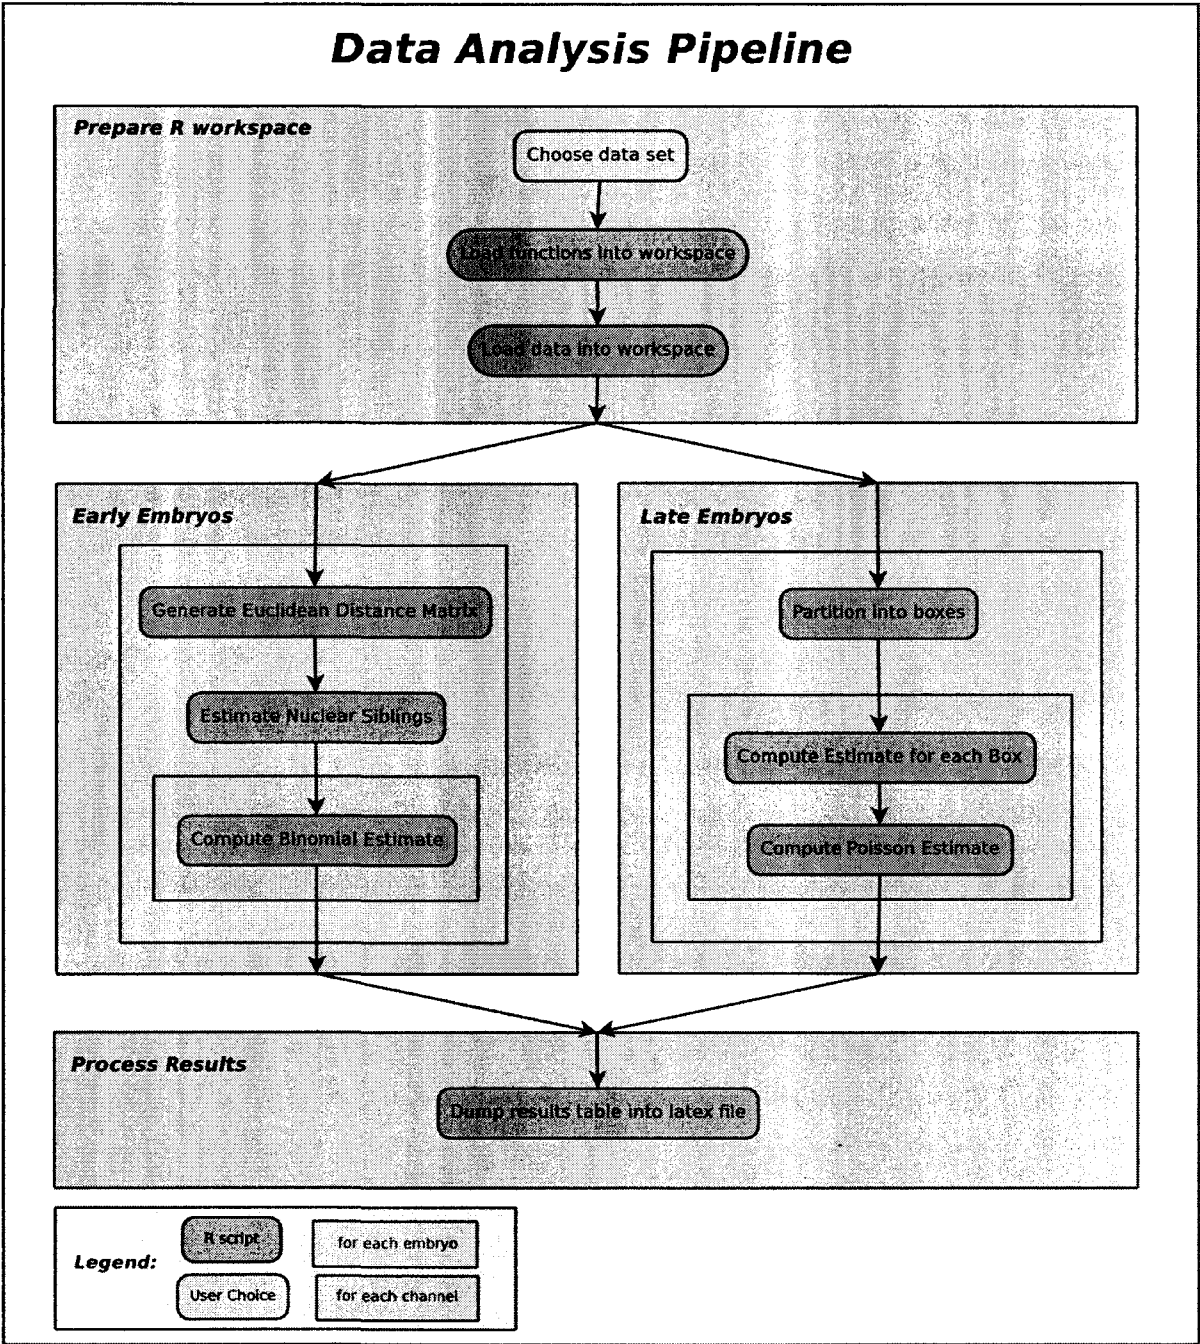 Data Analysis Pipeline
Prepare R workspace
Choose data set
Load functions into workspace
Load data into workspace
Early Embryos
Generate Euclidean Distance Matrix
Estimate Nuclear Siblings
Compute Binomial Estimate
Late Embryos
Partition into boxes
Compute Estimate for each Box
Compute Poisson Estimate
Process Results
Dump results table into latex file
Legend:
R script
for each embryo
User Choice
for each channel